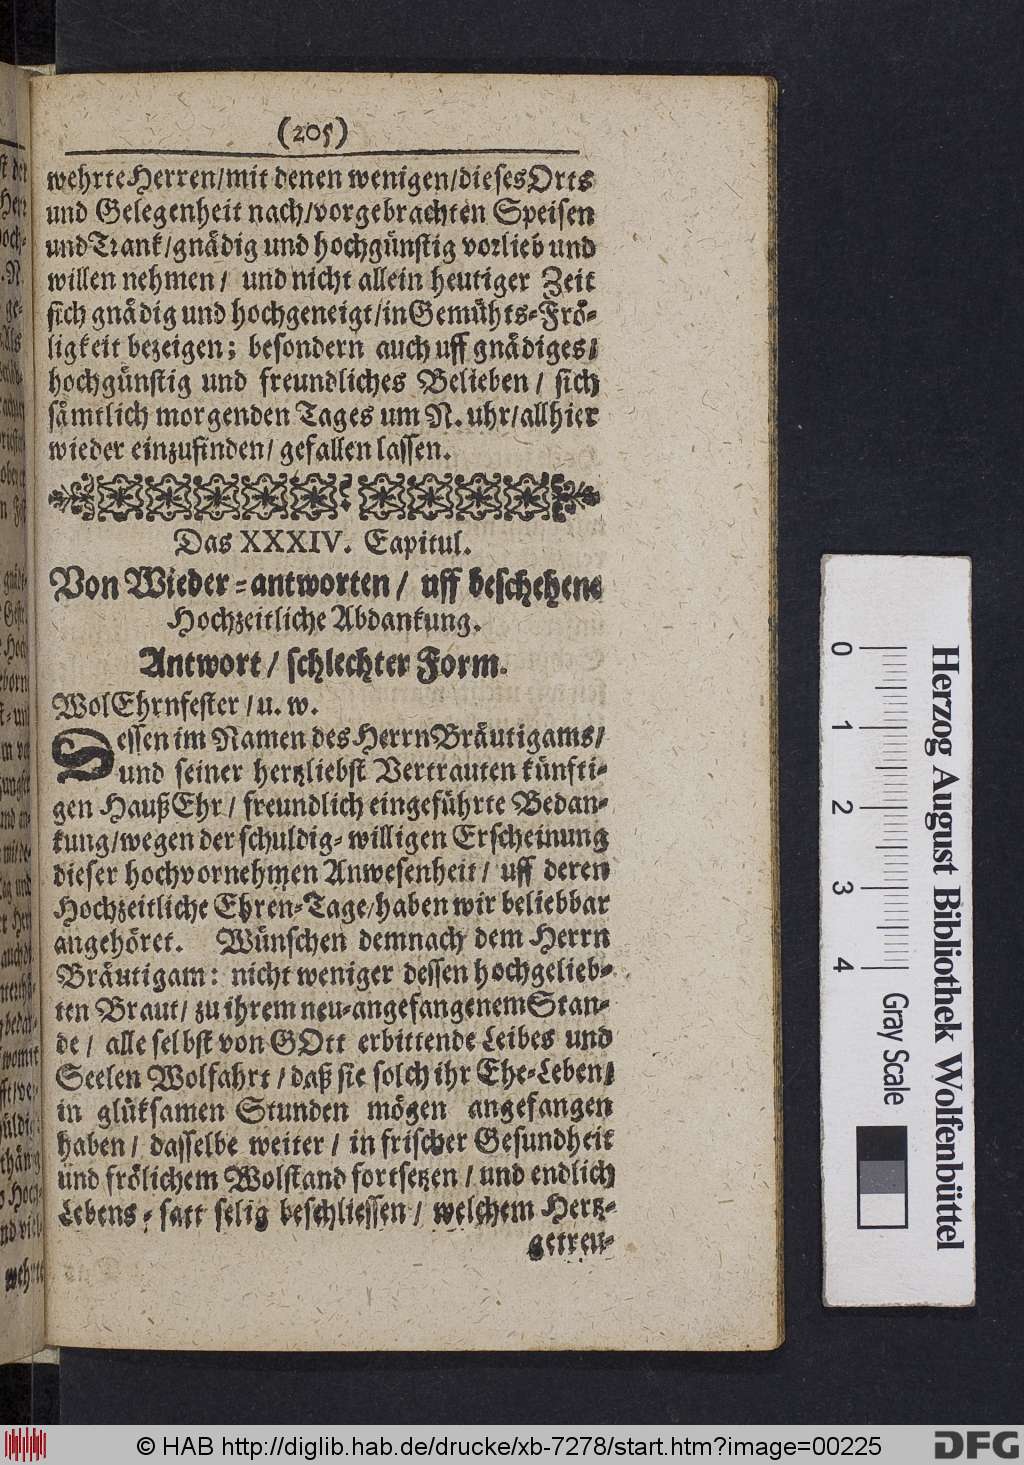 (205)
wehrte Herren/mit denen wenigen/dieses Orts
und Gelegenheit nach/vorgebrachten Speisen
und Trank/gnädig und hochgünstig vorlieb und
willen nehmen/ und nicht allein heutiger Zeit
sich gnädig und hochgeneigt/in Gemühts-Frö-
ligkeit bezeigen; besondern auch uff gnädiges/
hochgünstig und freundliches Belieben/ sich
sämtlich morgenden Tages um N. uhr/allhier
wieder einzufinden/ gefallen lassen.
Das XXXIV. Capitul.
Von Wieder-antworten/ uff beschehene
Hochzeitliche Abdankung.
Antwort/ schlechter Form.
WolEhrnfester/u. w.
Dessen im Namen des Herrn Bräutigams/
und seiner hertzliebst Vertrauten künfti-
gen Hauß Ehr/ freundlich eingeführte Bedan-
kung/wegen der schuldig-willigen Erscheinung
dieser hochvornehmen Anwesenheit/ uff deren
Hochzeitliche Ehren-Tage/haben wir beliebbar
angehöret. Wünschen demnach dem Herrn
Bräutigam: nicht weniger dessen hochgelieb-
ten Braut/ zu ihrem neu-angefangenem Stan-
de/ alle selbst von GOtt erbittende Leibes und
Seelen Wolfahrt/ daß sie solch ihr Ehe-Leben/
in glüksamen Stunden mögen angefangen
haben/ dasselbe weiter/ in frischer Gesundheit
und frölichem Wolstand fortsetzen/ und endlich
Lebens-satt selig beschliessen/ welchem Hertz-
getreu-
0 1 2 3 4
Gray Scale
Herzog August Bibliothek Wolfenbüttel
© HAB http://diglib.hab.de/drucke/xb-7278/start.htm?image=00225
DFG